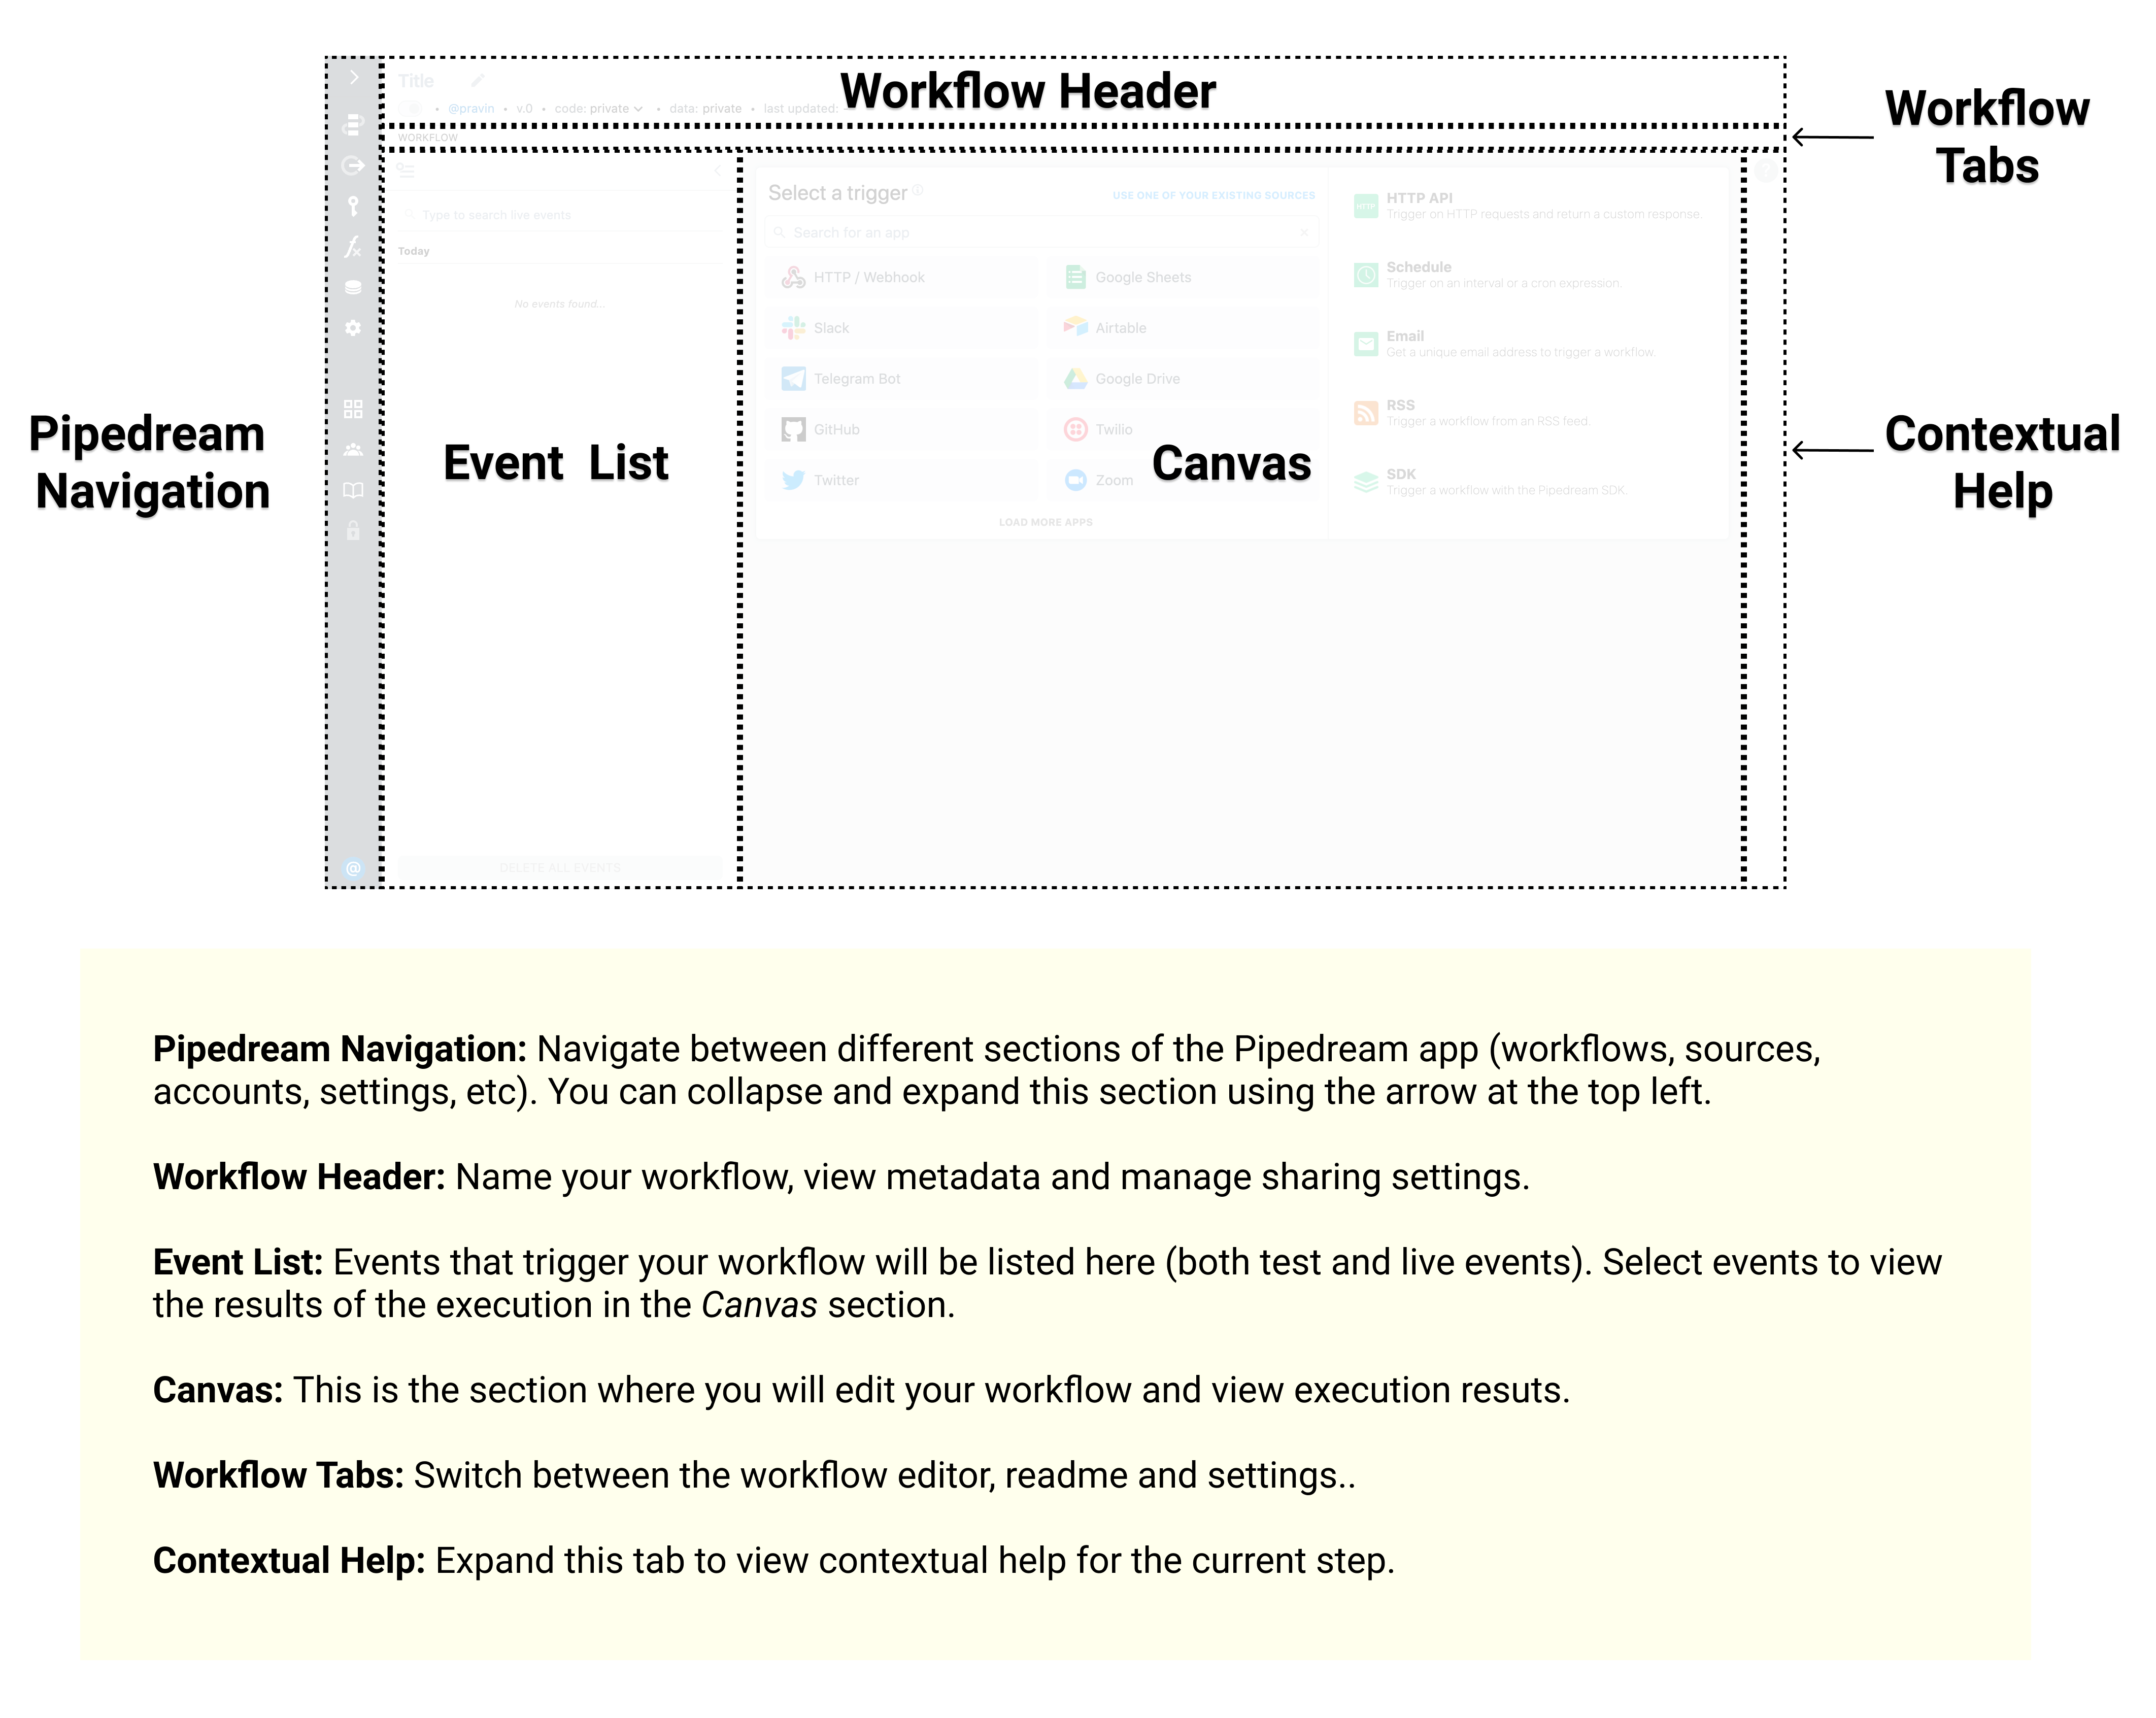 Title
Workflow Header
• @pravin • v.0 • code: private • data: private • last updated: –
WORKFLOW
Workflow
Tabs
Pipedream
Navigation
Type to search live events
Today
No events found...
Event List
DELETE ALL EVENTS
Select a trigger
USE ONE OF YOUR EXISTING SOURCES
Search for an app
HTTP / Webhook
Google Sheets
Slack
Airtable
Telegram Bot
Google Drive
GitHub
Twilio
Twitter
Zoom
Canvas
LOAD MORE APPS
HTTP
HTTP API
Trigger on HTTP requests and return a custom response.
Schedule
Trigger on an interval or a cron expression.
Email
Get a unique email address to trigger a workflow.
RSS
Trigger a workflow from an RSS feed.
SDK
Trigger a workflow with the Pipedream SDK.
Contextual
Help
@
Pipedream Navigation: Navigate between different sections of the Pipedream app (workflows, sources,
accounts, settings, etc). You can collapse and expand this section using the arrow at the top left.
Workflow Header: Name your workflow, view metadata and manage sharing settings.
Event List: Events that trigger your workflow will be listed here (both test and live events). Select events to view
the results of the execution in the Canvas section.
Canvas: This is the section where you will edit your workflow and view execution resuts.
Workflow Tabs: Switch between the workflow editor, readme and settings..
Contextual Help: Expand this tab to view contextual help for the current step.